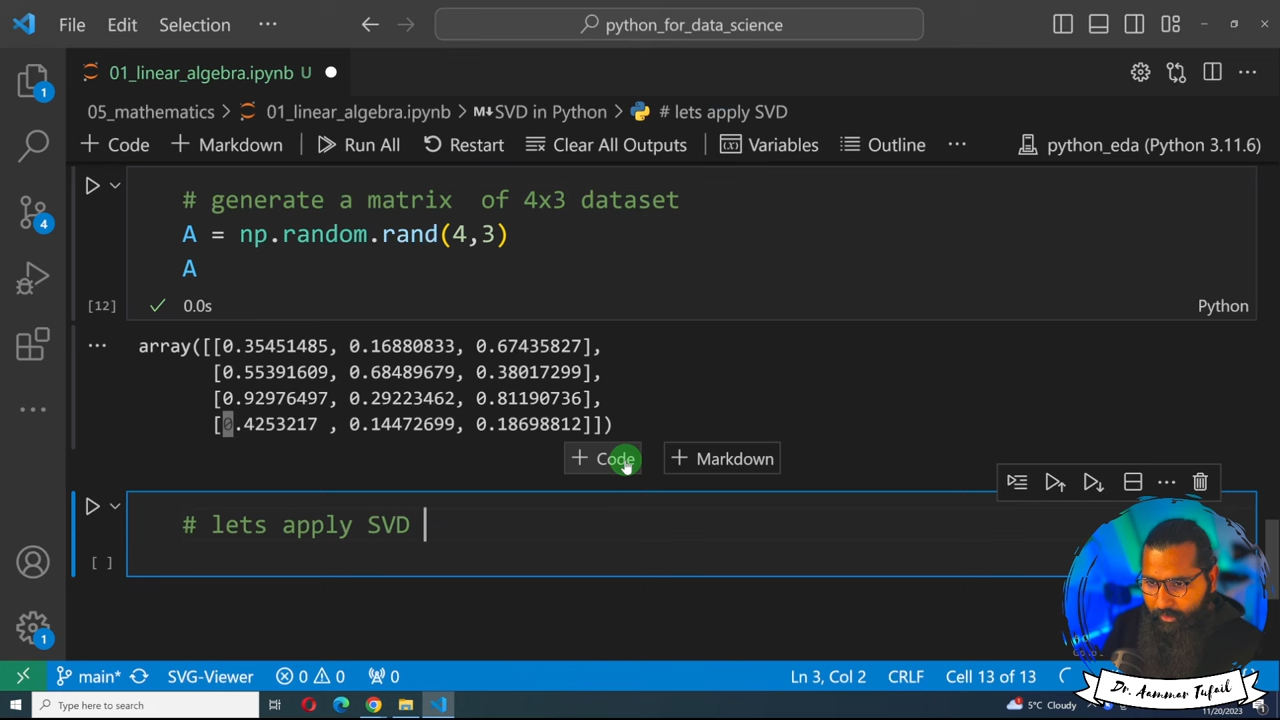 File Edit Selection ··· python_for_data_science
01_linear_algebra.ipynb U
05_mathematics > 01_linear_algebra.ipynb > M↓SVD in Python > # lets apply SVD
+ Code + Markdown Run All Restart Clear All Outputs Variables Outline ··· python_eda (Python 3.11.6)
# generate a matrix  of 4x3 dataset
A = np.random.rand(4,3)
A
[12] 0.0s Python
array([[0.35451485, 0.16880833, 0.67435827],
[0.55391609, 0.68489679, 0.38017299],
[0.92976497, 0.29223462, 0.81190736],
[0.4253217 , 0.14472699, 0.18698812]])
+ Code + Markdown
# lets apply SVD
[ ]
1
4
1
1
main* SVG-Viewer 0 0 0 Ln 3, Col 2 CRLF Cell 13 of 13
Dr. Aammar Tufail
Type here to search 5°C Cloudy 11/20/2023